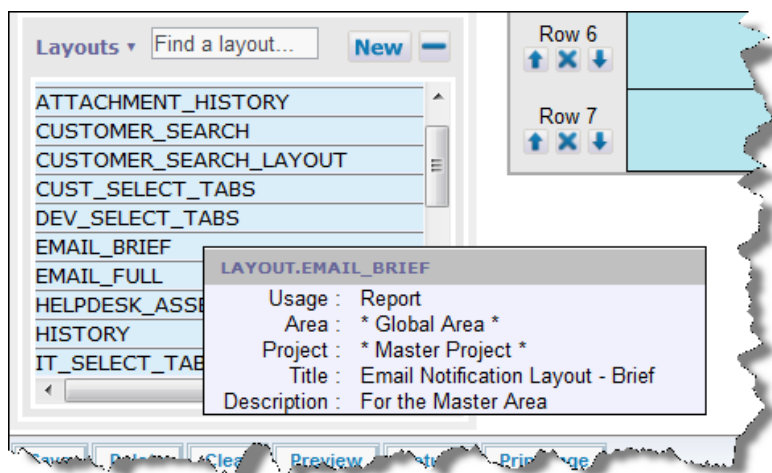 Layouts ▾ Find a layout... New
ATTACHMENT_HISTORY
CUSTOMER_SEARCH
CUSTOMER_SEARCH_LAYOUT
CUST_SELECT_TABS
DEV_SELECT_TABS
EMAIL_BRIEF
EMAIL_FULL
HELPDESK_ASSE
HISTORY
IT_SELECT_TAB
LAYOUT.EMAIL_BRIEF
Usage : Report
Area : * Global Area *
Project : * Master Project *
Title : Email Notification Layout - Brief
Description : For the Master Area
Row 6
Row 7
Preview